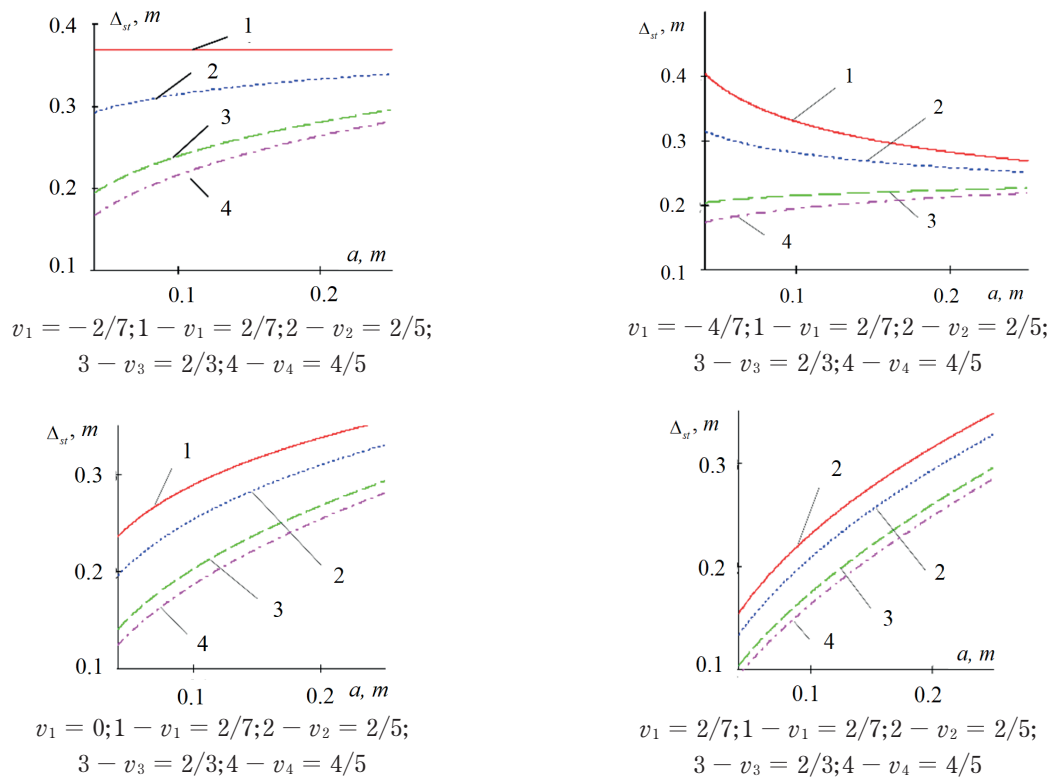 Δst, m
0.4
1
2
0.3
3
0.2
4
a, m
0.1
0.1
0.2
v₁ = − 2/7;1 − v₁ = 2/7;2 − v₂ = 2/5;
3 − v₃ = 2/3;4 − v₄ = 4/5
Δst, m
0.4
1
2
0.3
0.2
3
4
0.1
0.1
0.2
a, m
v₁ = − 4/7;1 − v₁ = 2/7;2 − v₂ = 2/5;
3 − v₃ = 2/3;4 − v₄ = 4/5
Δst, m
1
0.3
2
0.2
3
4
0.1
0.1
0.2
a, m
v₁ = 0;1 − v₁ = 2/7;2 − v₂ = 2/5;
3 − v₃ = 2/3;4 − v₄ = 4/5
Δst, m
2
0.3
2
0.2
3
4
a, m
0.1
0.1
0.2
v₁ = 2/7;1 − v₁ = 2/7;2 − v₂ = 2/5;
3 − v₃ = 2/3;4 − v₄ = 4/5